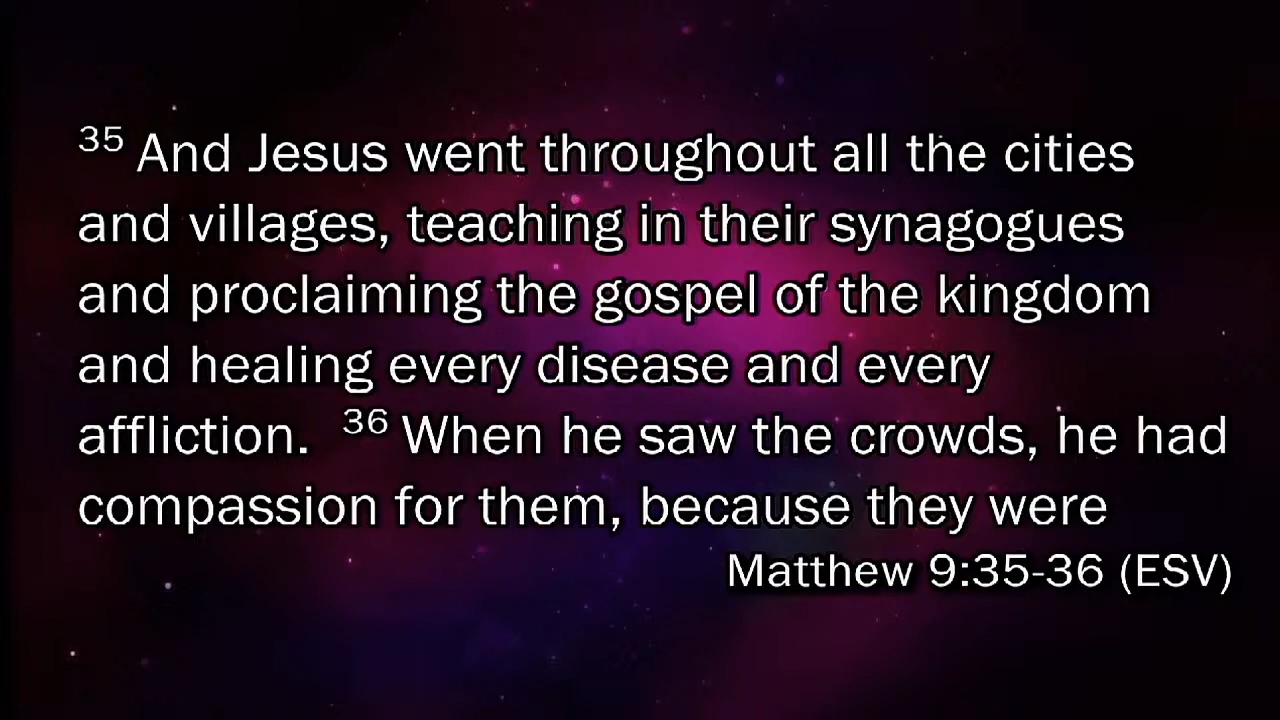 35 And Jesus went throughout all the cities
and villages, teaching in their synagogues
and proclaiming the gospel of the kingdom
and healing every disease and every
affliction. 36 When he saw the crowds, he had
compassion for them, because they were
Matthew 9:35-36 (ESV)